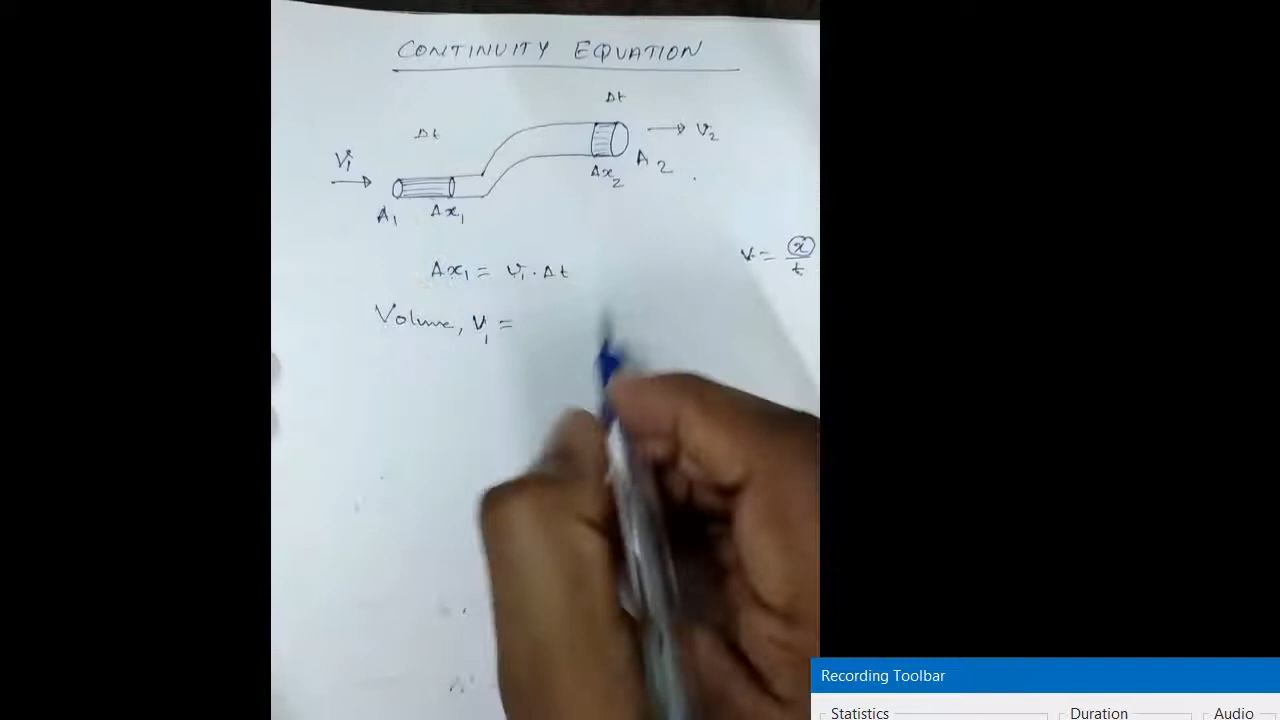 CONTINUITY EQUATION
Δt
Δt
V₁
V₂
A₂
Δx₂
A₁
Δx₁
v = x/t
Δx₁ = v₁ · Δt
Volume, V₁ =
Recording Toolbar
Statistics
Duration
Audio